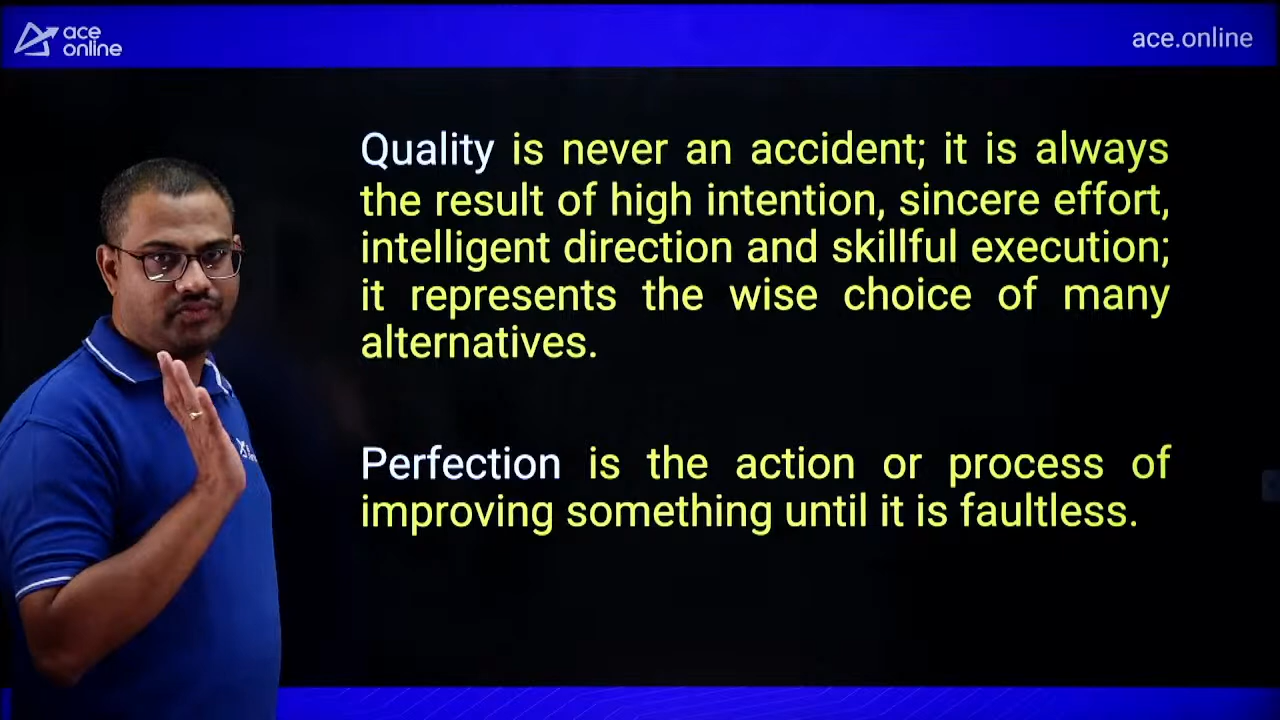 ace
online
ace.online
Quality is never an accident; it is always
the result of high intention, sincere effort,
intelligent direction and skillful execution;
it represents the wise choice of many
alternatives.
Perfection is the action or process of
improving something until it is faultless.